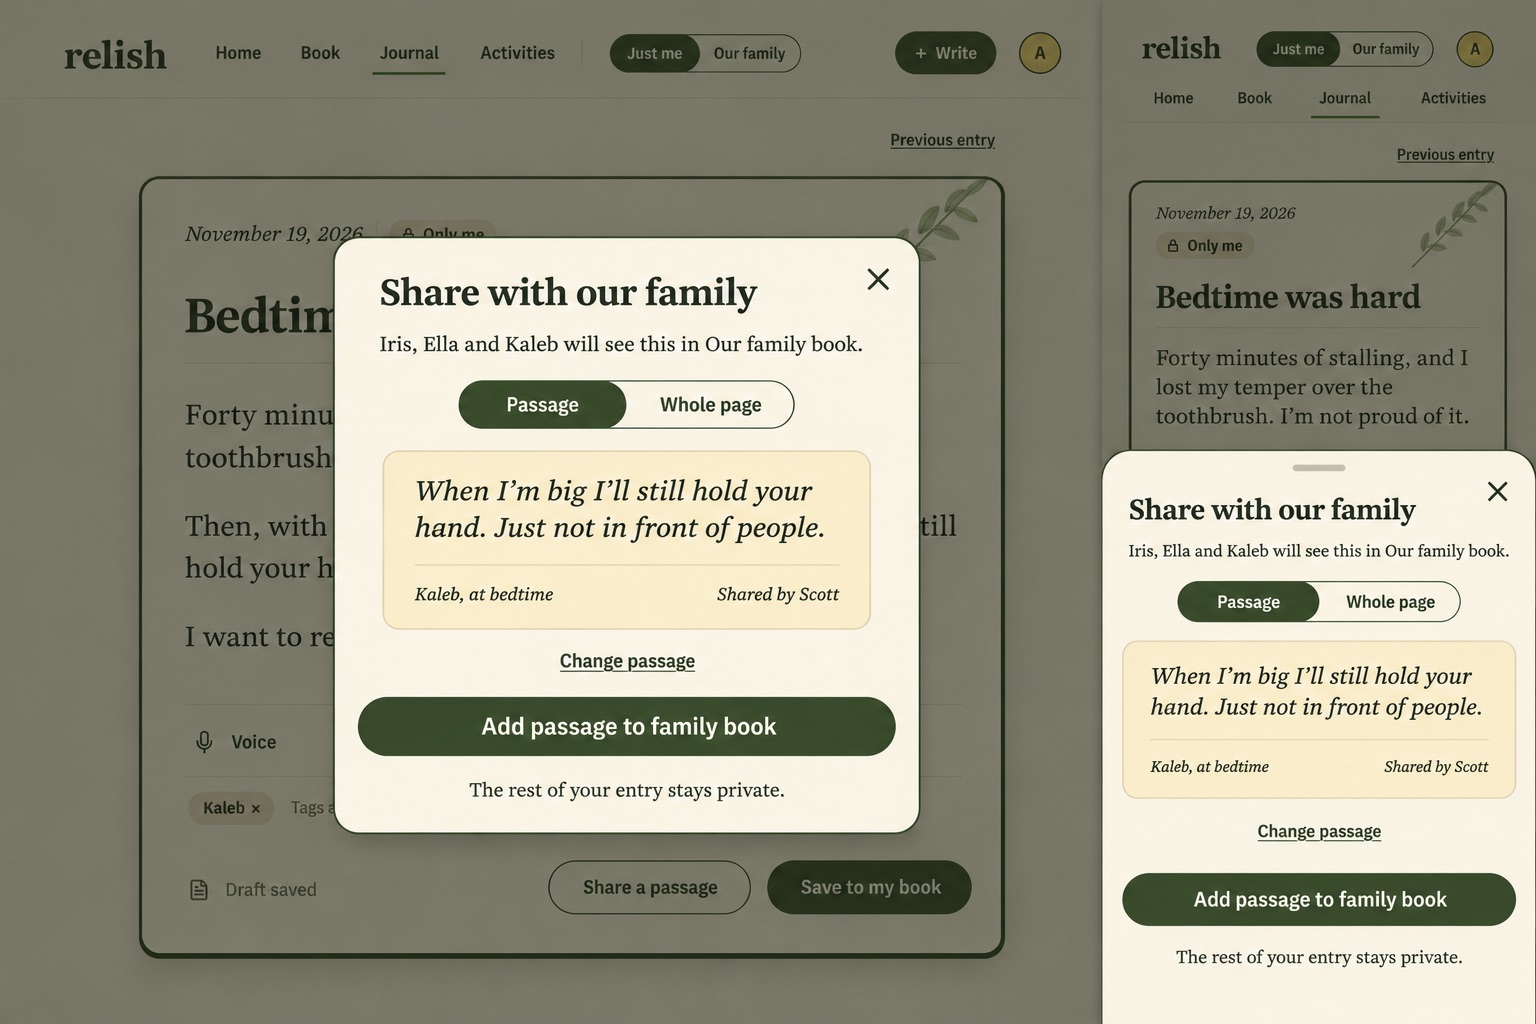 relish
Home
Book
Journal
Activities
Just me
Our family
+ Write
A
Previous entry
November 19, 2026
Only me
Share with our family
Iris, Ella and Kaleb will see this in Our family book.
Passage
Whole page
When I’m big I’ll still hold your
hand. Just not in front of people.
Kaleb, at bedtime
Shared by Scott
Change passage
Add passage to family book
The rest of your entry stays private.
Forty minu
toothbrush
Then, with
till
hold your h
I want to re
Voice
Kaleb ×
Tags
Draft saved
Share a passage
Save to my book
relish
Just me
Our family
A
Home
Book
Journal
Activities
Previous entry
November 19, 2026
Only me
Bedtime was hard
Forty minutes of stalling, and I
lost my temper over the
toothbrush. I’m not proud of it.
Share with our family
Iris, Ella and Kaleb will see this in Our family book.
Passage
Whole page
When I’m big I’ll still hold your
hand. Just not in front of people.
Kaleb, at bedtime
Shared by Scott
Change passage
Add passage to family book
The rest of your entry stays private.